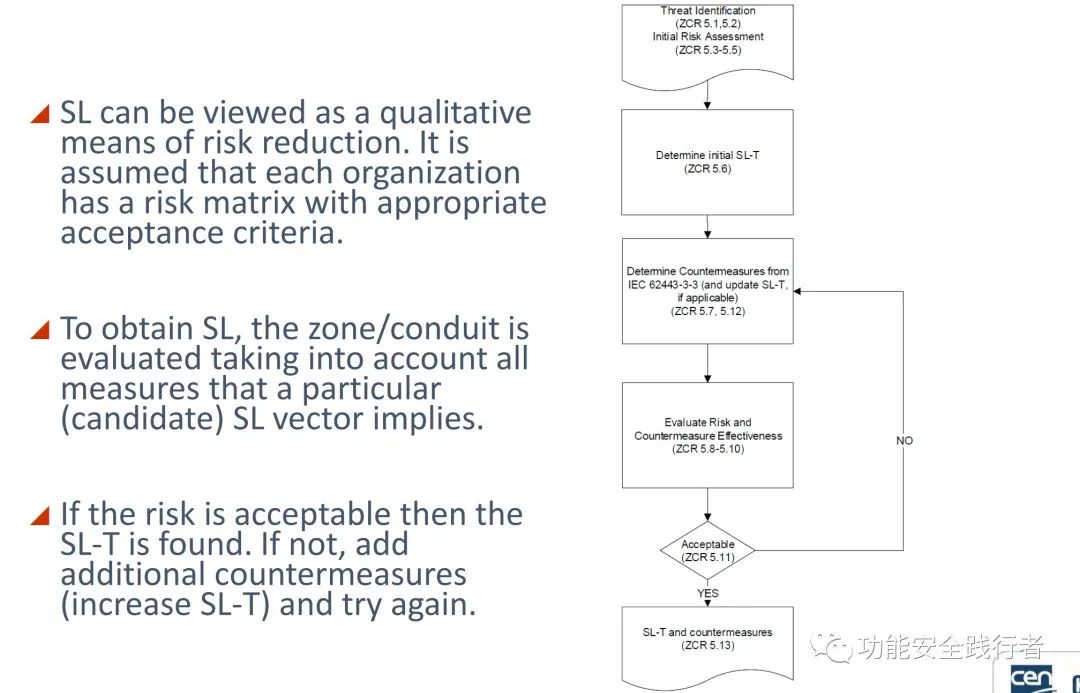 SL can be viewed as a qualitative
means of risk reduction. It is
assumed that each organization
has a risk matrix with appropriate
acceptance criteria.
To obtain SL, the zone/conduit is
evaluated taking into account all
measures that a particular
(candidate) SL vector implies.
If the risk is acceptable then the
SL-T is found. If not, add
additional countermeasures
(increase SL-T) and try again.
Threat Identification
(ZCR 5.1,5.2)
Initial Risk Assessment
(ZCR 5.3-5.5)
Determine initial SL-T
(ZCR 5.6)
Determine Countermeasures from
IEC 62443-3-3 (and update SL-T,
if applicable)
(ZCR 5.7, 5.12)
Evaluate Risk and
Countermeasure Effectiveness
(ZCR 5.8-5.10)
NO
Acceptable
(ZCR 5.11)
YES
SL-T and countermeasures
(ZCR 5.13)
功能安全践行者
cen